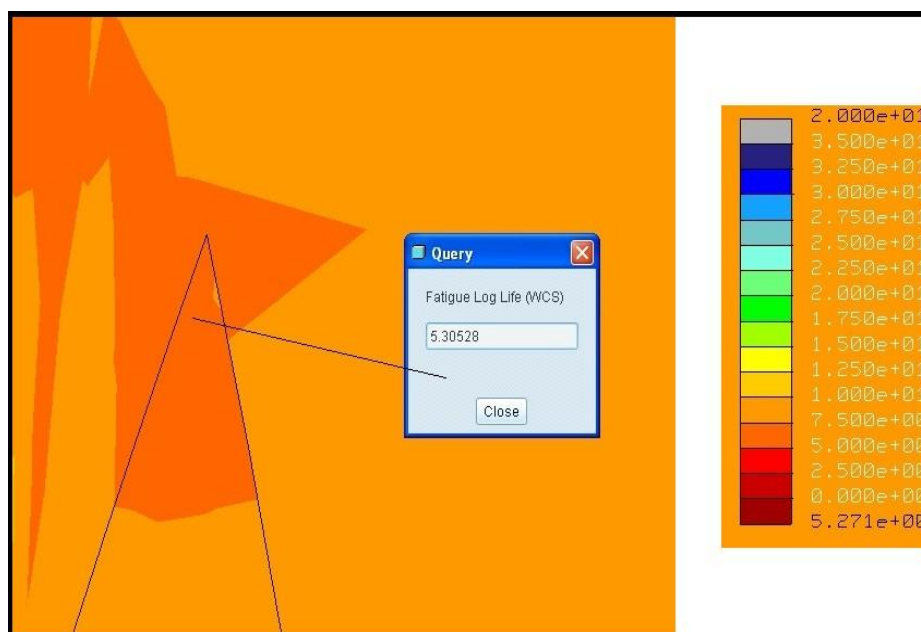 Query
Fatigue Log Life (WCS)
5.30528
Close
2.000e+01
3.500e+01
3.250e+01
3.000e+01
2.750e+01
2.500e+01
2.250e+01
2.000e+01
1.750e+01
1.500e+01
1.250e+01
1.000e+01
7.500e+00
5.000e+00
2.500e+00
0.000e+00
5.271e+00